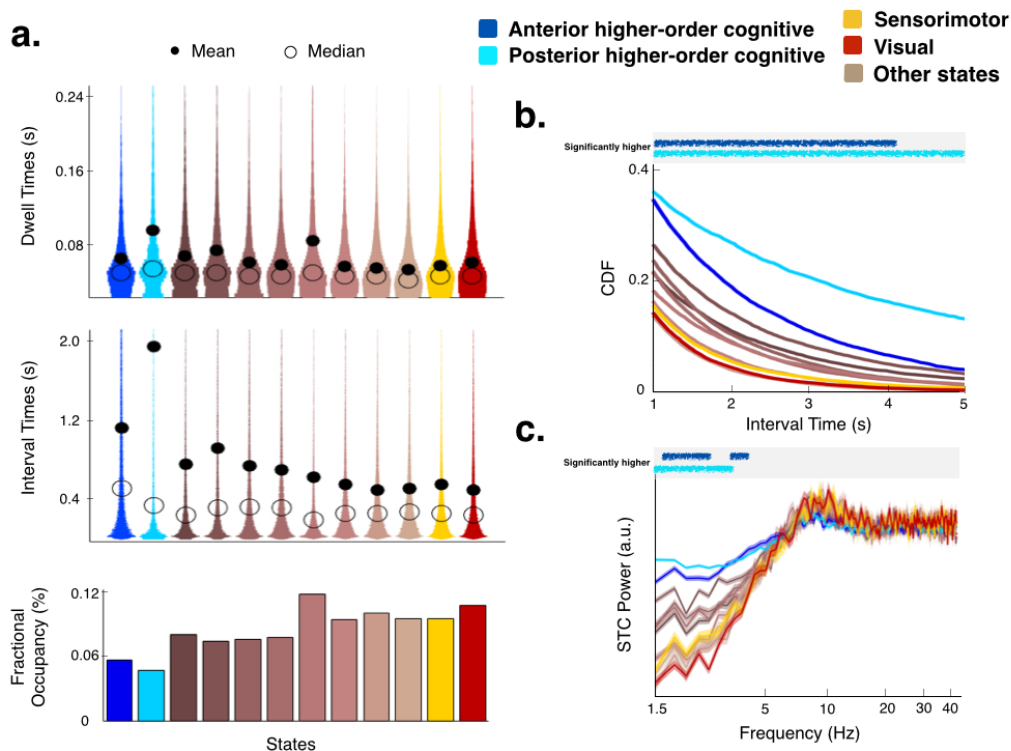 a.
Mean
Median
Anterior higher-order cognitive
Posterior higher-order cognitive
Sensorimotor
Visual
Other states
Dwell Times (s)
0.24
0.16
0.08
Interval Times (s)
2.0
1.2
0.4
Fractional
Occupancy (%)
0.12
0.06
0
States
b.
Significantly higher
CDF
0.4
0.2
0
1 2 3 4 5
Interval Time (s)
c.
Significantly higher
STC Power (a.u.)
1.5 5 10 20 30 40
Frequency (Hz)